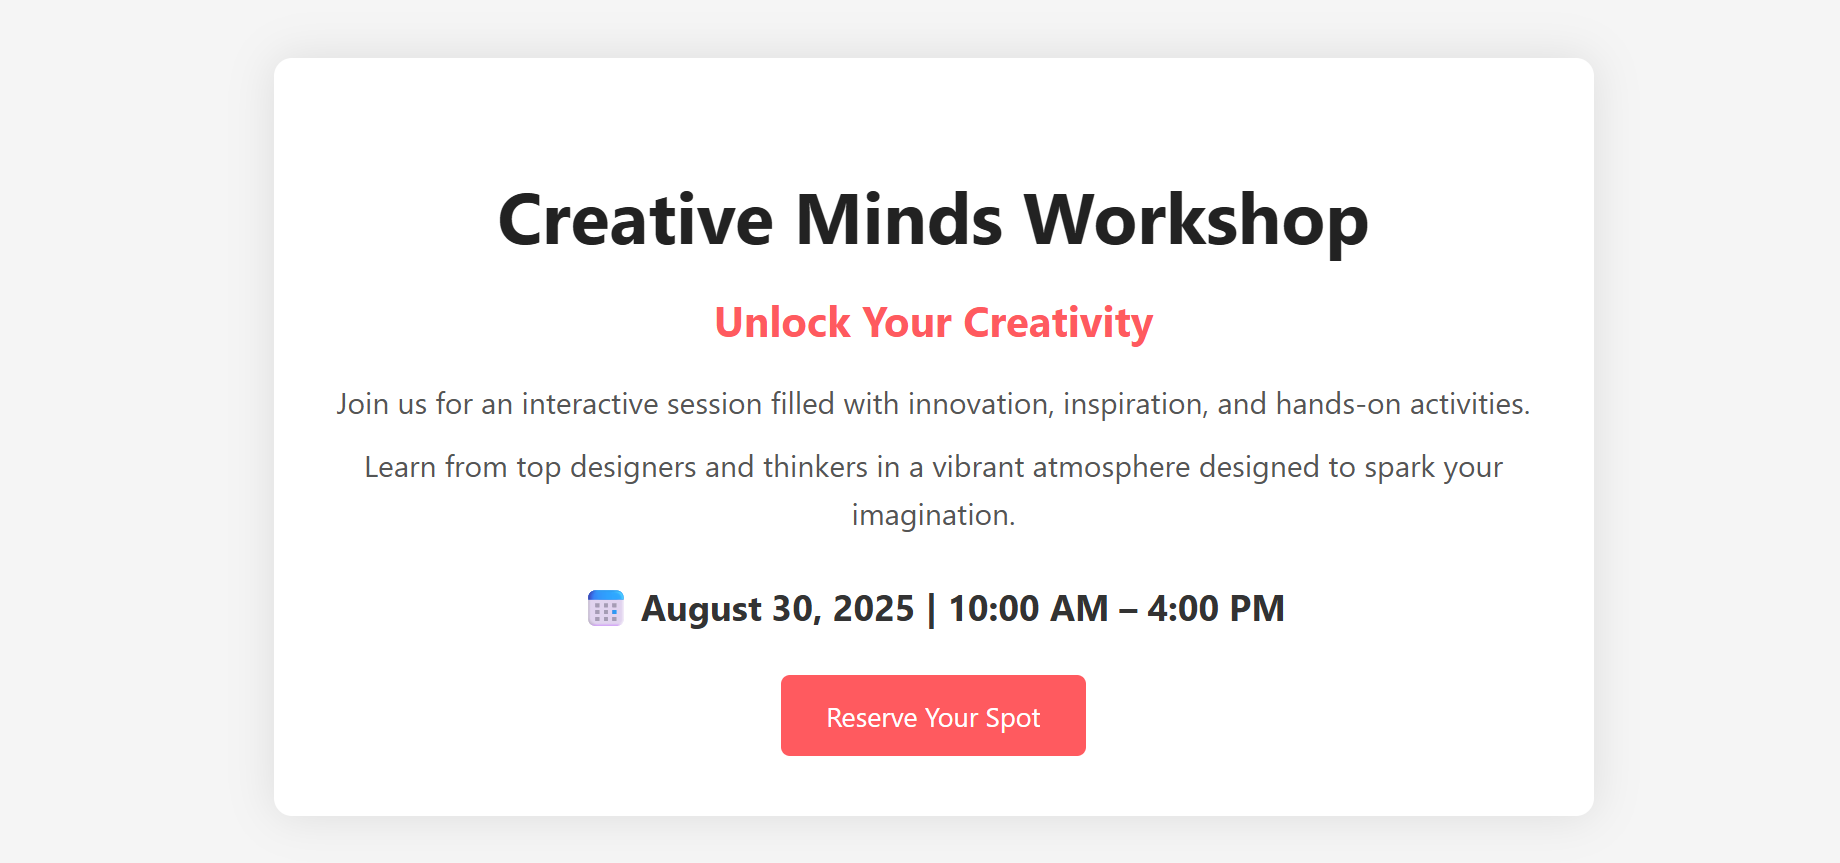 Creative Minds Workshop
Unlock Your Creativity
Join us for an interactive session filled with innovation, inspiration, and hands-on activities.
Learn from top designers and thinkers in a vibrant atmosphere designed to spark your
imagination.
August 30, 2025 | 10:00 AM – 4:00 PM
Reserve Your Spot